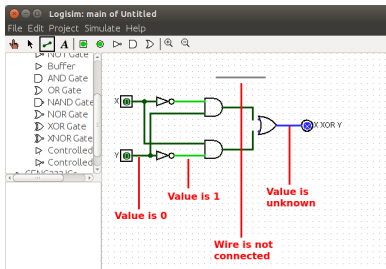 Logisim: main of Untitled
File Edit Project Simulate Help
A
NOT Gate
Buffer
AND Gate
OR Gate
NAND Gate
NOR Gate
XOR Gate
XNOR Gate
Controlled
Controlled
X
X XOR Y
Y
Value is 1
Value is
unknown
Value is 0
Wire is not
connected